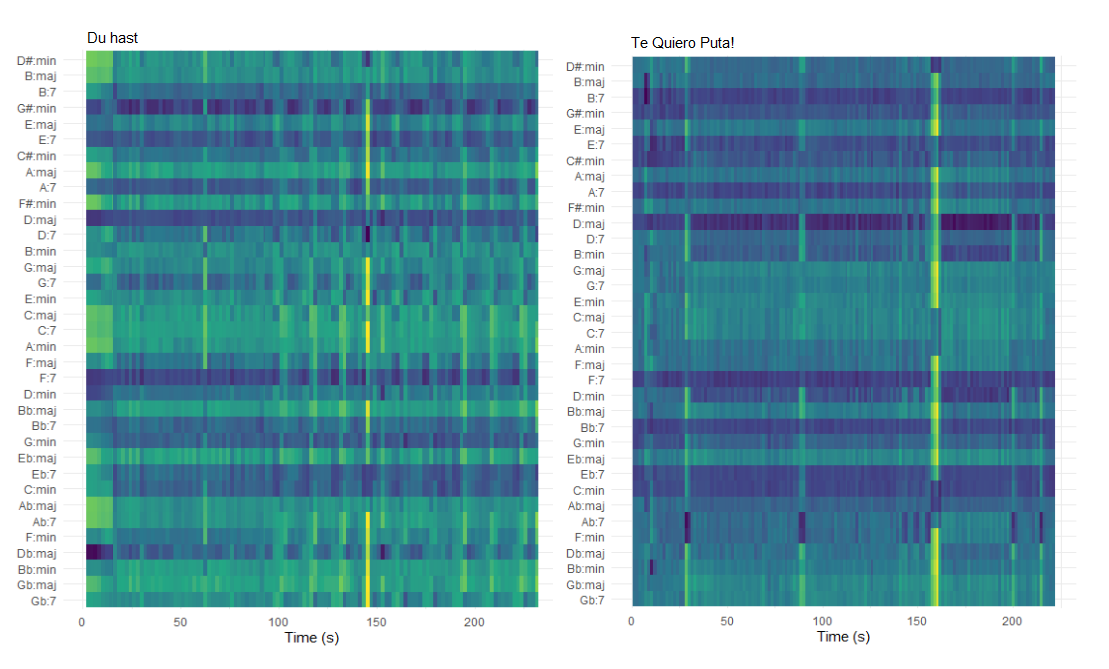 Du hast
D#:min
B:maj
B:7
G#:min
E:maj
E:7
C#:min
A:maj
A:7
F#:min
D:maj
D:7
B:min
G:maj
G:7
E:min
C:maj
C:7
A:min
F:maj
F:7
D:min
Bb:maj
Bb:7
G:min
Eb:maj
Eb:7
C:min
Ab:maj
Ab:7
F:min
Db:maj
Bb:min
Gb:maj
Gb:7
0 50 100 150 200
Time (s)
Te Quiero Puta!
D#:min
B:maj
B:7
G#:min
E:maj
E:7
C#:min
A:maj
A:7
F#:min
D:maj
D:7
B:min
G:maj
G:7
E:min
C:maj
C:7
A:min
F:maj
F:7
D:min
Bb:maj
Bb:7
G:min
Eb:maj
Eb:7
C:min
Ab:maj
Ab:7
F:min
Db:maj
Bb:min
Gb:maj
Gb:7
0 50 100 150 200
Time (s)